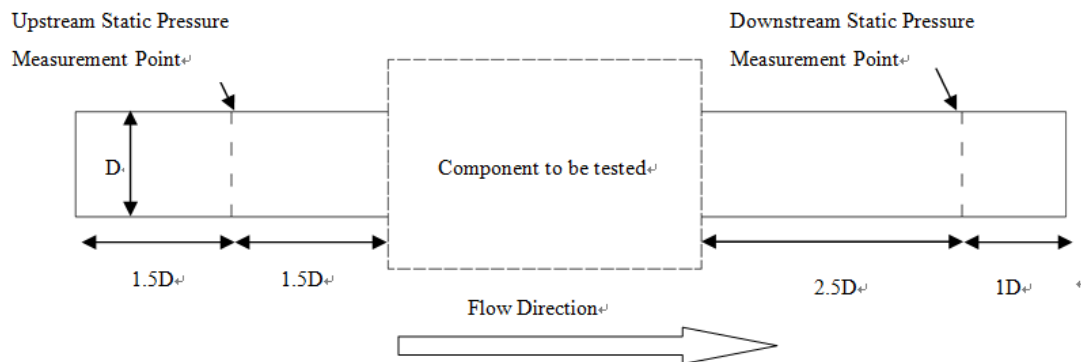 Upstream Static Pressure
Measurement Point↵
Downstream Static Pressure
Measurement Point↵
D↵
Component to be tested↵
1.5D↵
1.5D↵
2.5D↵
1D↵
↵
Flow Direction↵